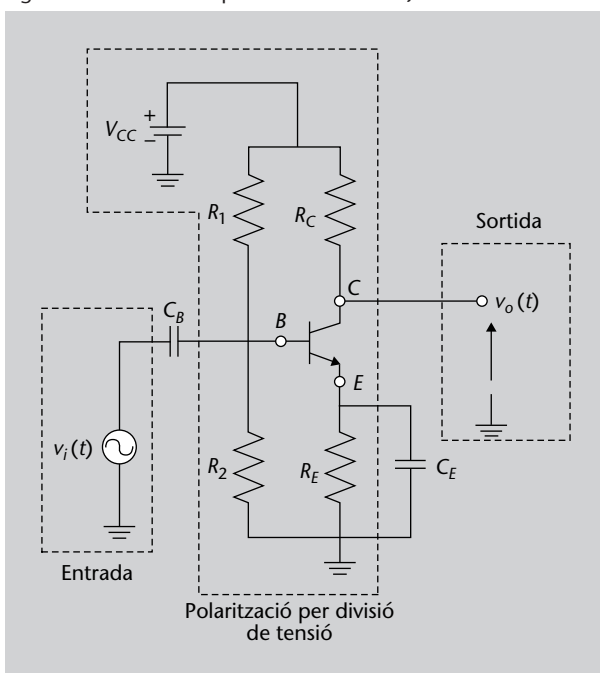 V_CC
+
–
R_1
R_C
Sortida
C
v_o(t)
C_B
B
E
v_i(t)
R_2
R_E
C_E
Entrada
Polarització per divisió
de tensió